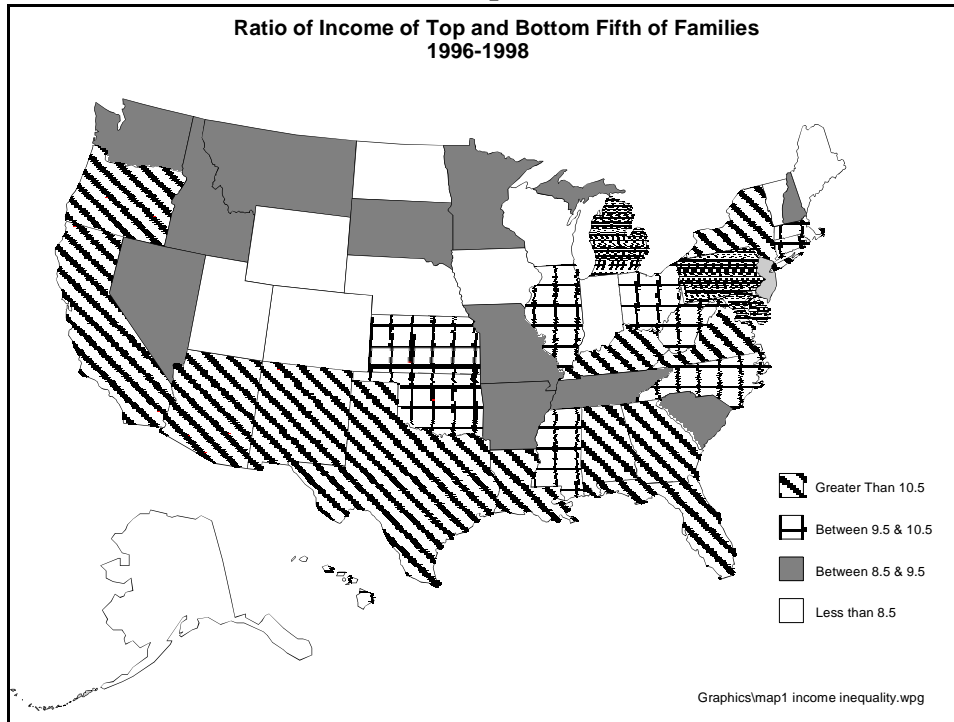 Ratio of Income of Top and Bottom Fifth of Families
1996-1998
Greater Than 10.5
Between 9.5 & 10.5
Between 8.5 & 9.5
Less than 8.5
Graphics\map1 income inequality.wpg